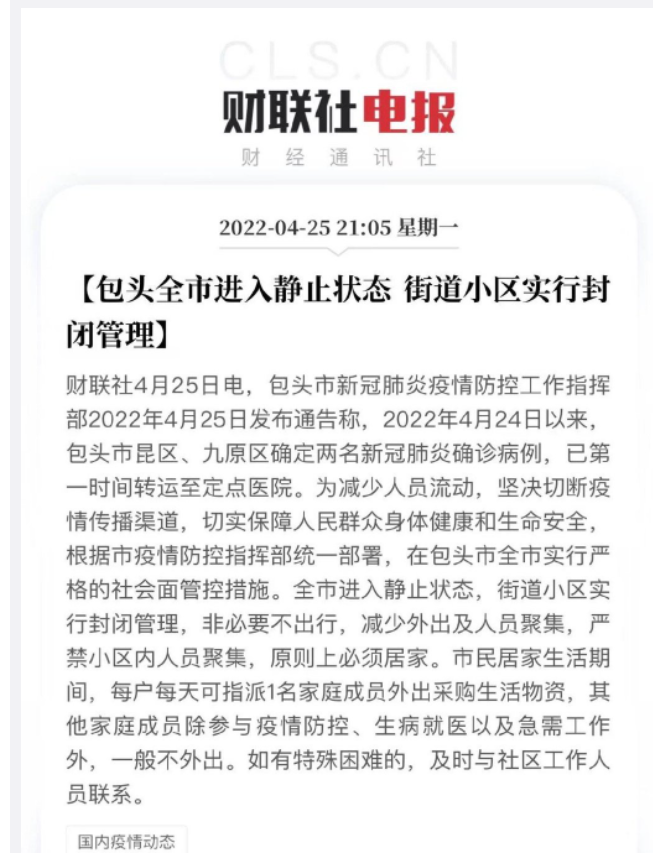 CLS.CN
财联社电报
财经通讯社
2022-04-25 21:05 星期一
【包头全市进入静止状态 街道小区实行封
闭管理】
财联社4月25日电，包头市新冠肺炎疫情防控工作指挥
部2022年4月25日发布通告称，2022年4月24日以来，
包头市昆区、九原区确定两名新冠肺炎确诊病例，已第
一时间转运至定点医院。为减少人员流动，坚决切断疫
情传播渠道，切实保障人民群众身体健康和生命安全，
根据市疫情防控指挥部统一部署，在包头市全市实行严
格的社会面管控措施。全市进入静止状态，街道小区实
行封闭管理，非必要不出行，减少外出及人员聚集，严
禁小区内人员聚集，原则上必须居家。市民居家生活期
间，每户每天可指派1名家庭成员外出采购生活物资，其
他家庭成员除参与疫情防控、生病就医以及急需工作
外，一般不外出。如有特殊困难的，及时与社区工作人
员联系。
国内疫情动态